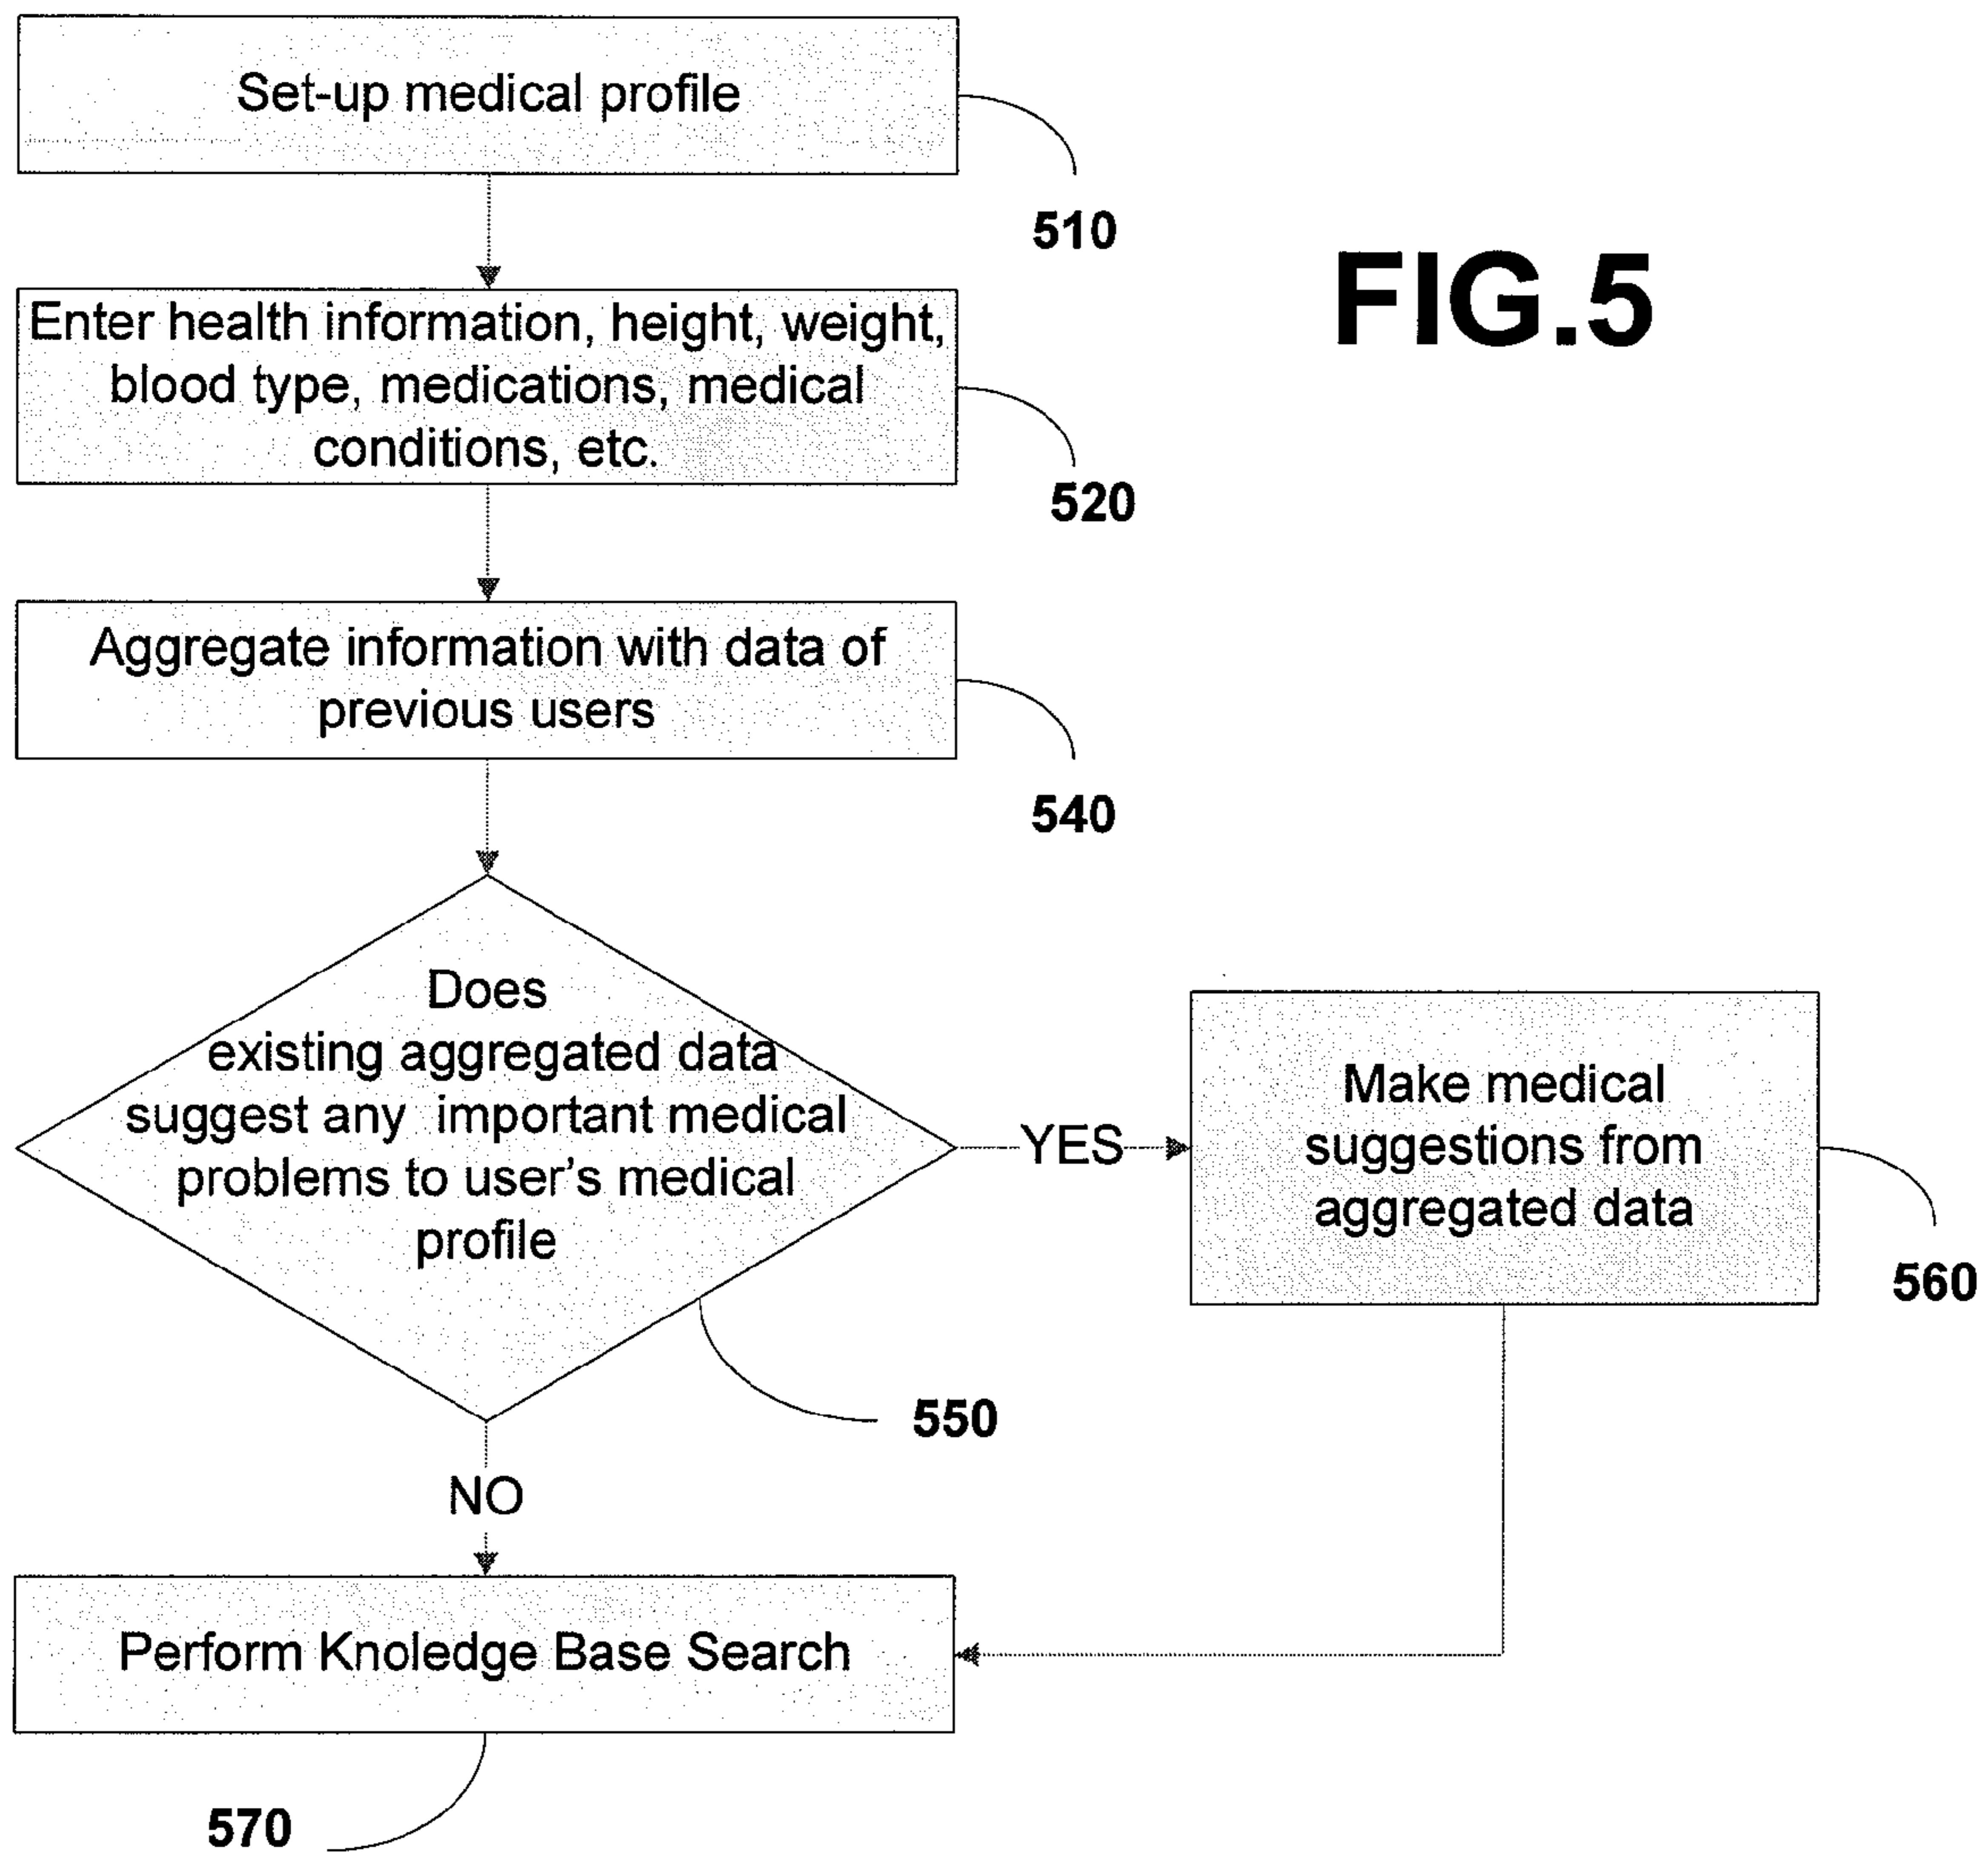 Set-up medical profile
510
FIG.5
Enter health information, height, weight,
blood type, medications, medical
conditions, etc.
520
Aggregate information with data of
previous users
540
Does
existing aggregated data
suggest any important medical
problems to user's medical
profile
YES
Make medical
suggestions from
aggregated data
560
550
NO
Perform Knoledge Base Search
570